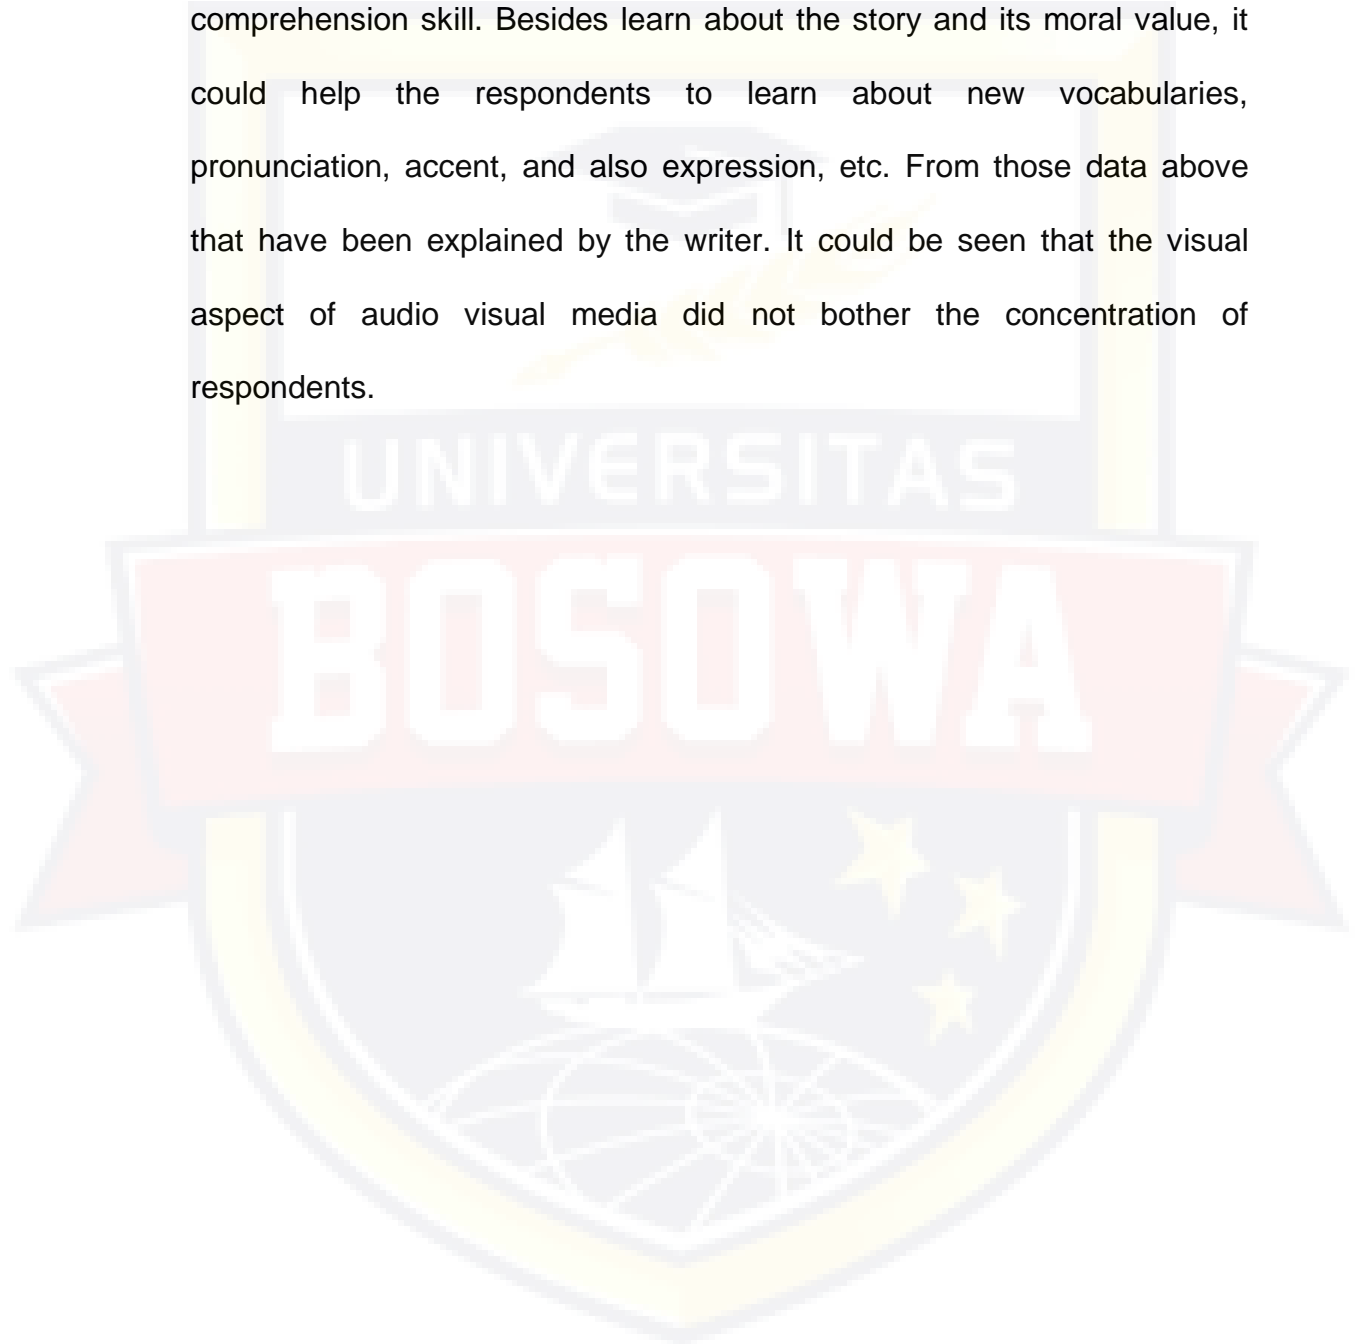 comprehension skill. Besides learn about the story and its moral value, it
could help the respondents to learn about new vocabularies,
pronunciation, accent, and also expression, etc. From those data above
that have been explained by the writer. It could be seen that the visual
aspect of audio visual media did not bother the concentration of
respondents.
UNIVERSITAS
BOSOWA